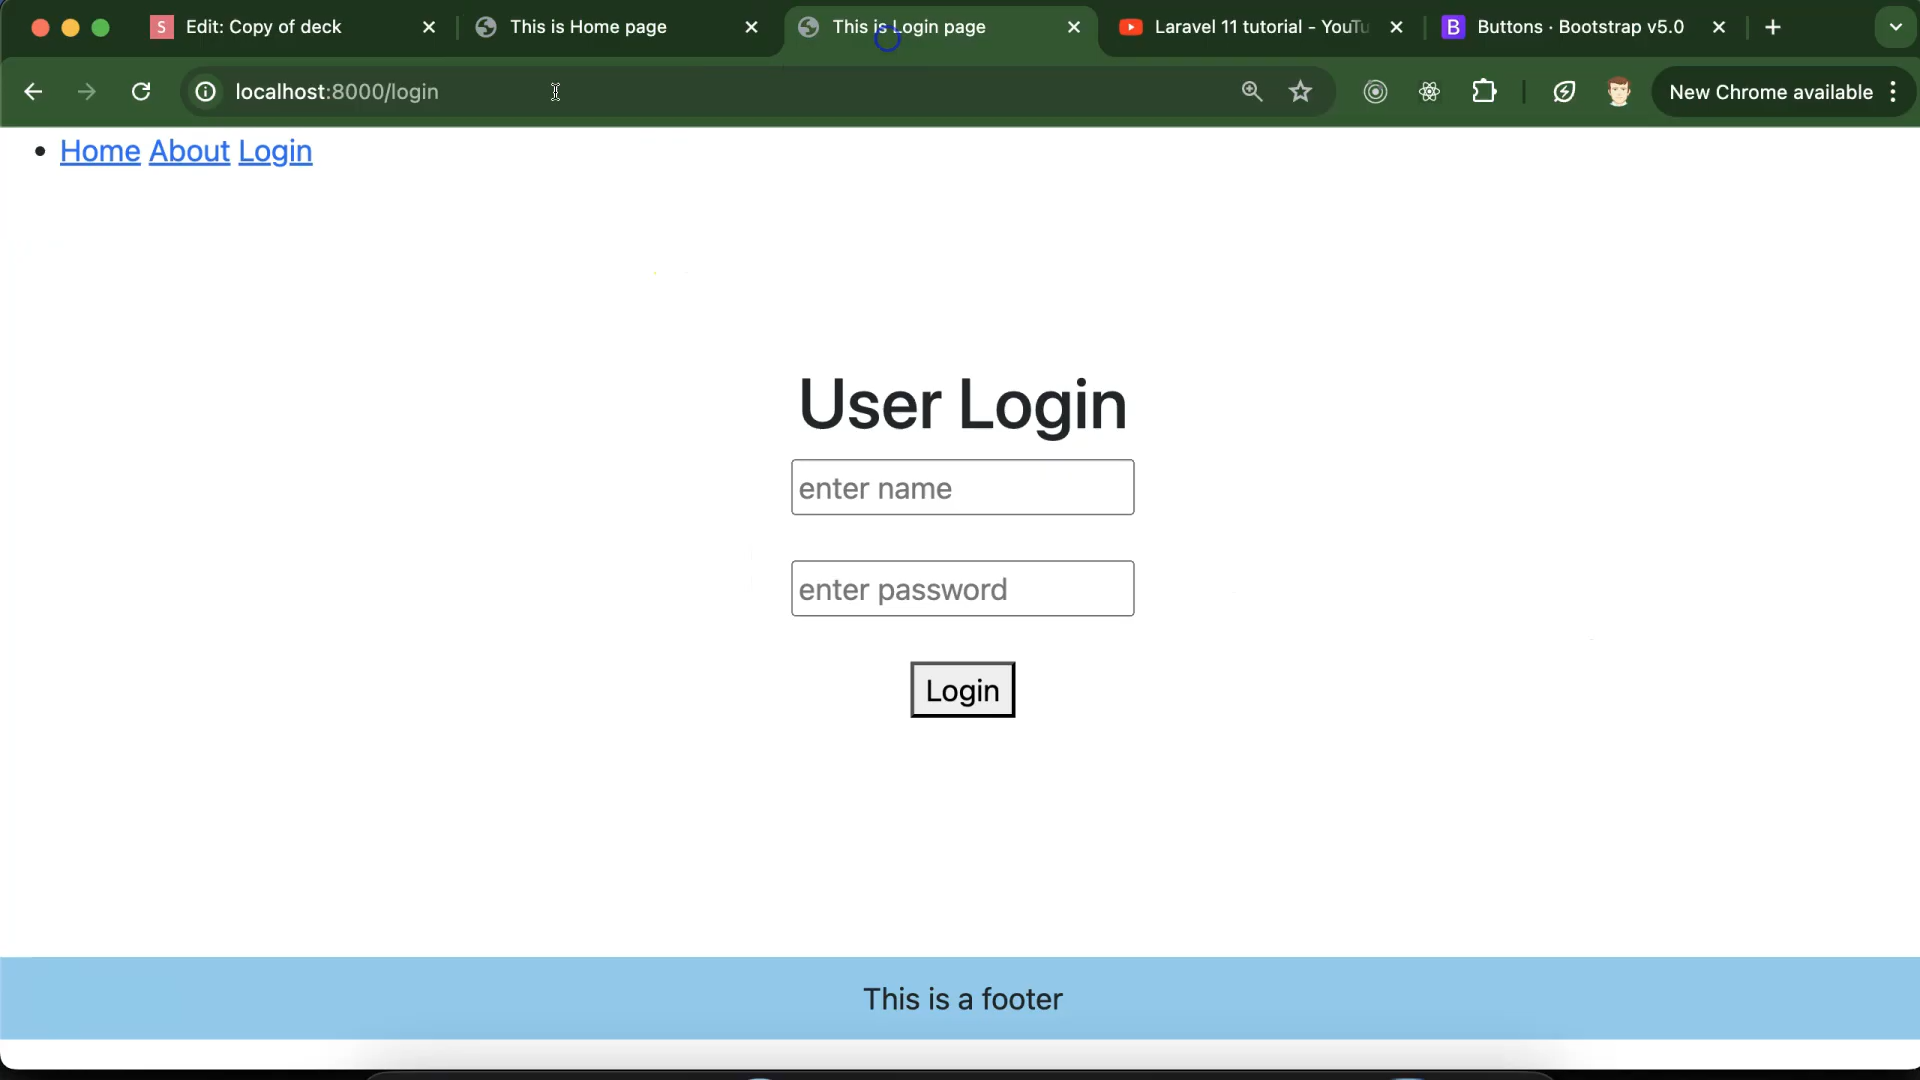 S Edit: Copy of deck
This is Home page
This is Login page
Laravel 11 tutorial - YouTu
B Buttons · Bootstrap v5.0
localhost:8000/login
New Chrome available
Home About Login
User Login
enter name
enter password
Login
This is a footer